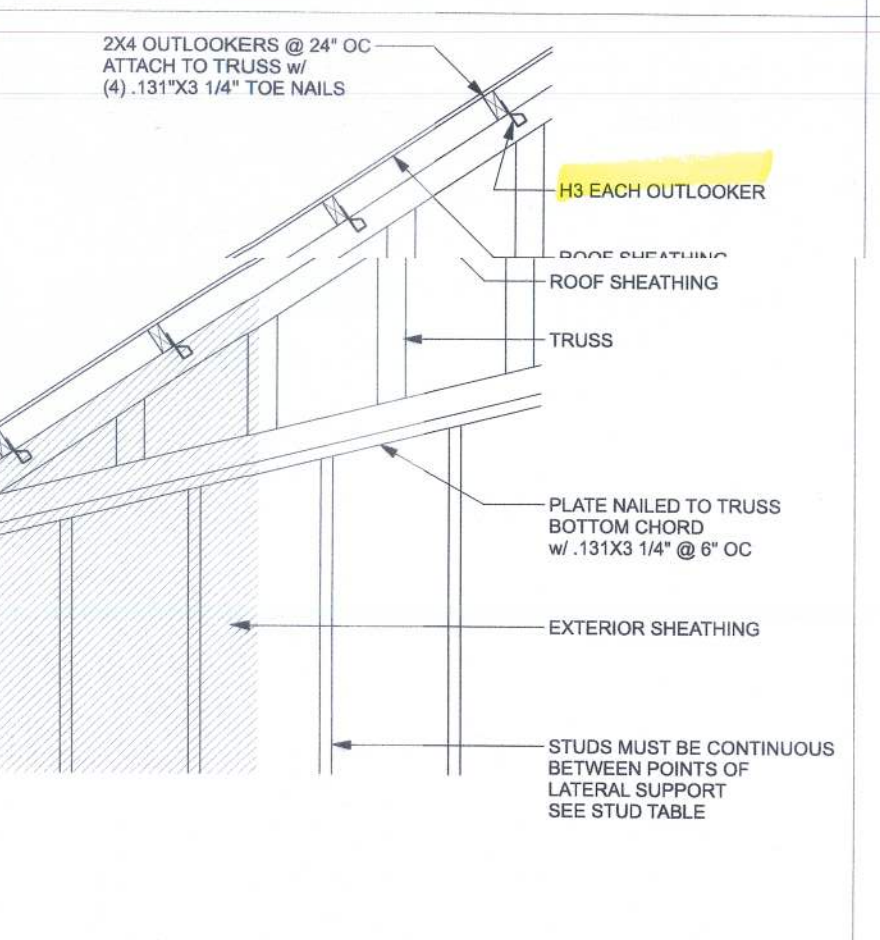 2X4 OUTLOOKERS @ 24" OC
ATTACH TO TRUSS w/
(4) .131"X3 1/4" TOE NAILS
H3 EACH OUTLOOKER
ROOF SHEATHING
ROOF SHEATHING
TRUSS
PLATE NAILED TO TRUSS
BOTTOM CHORD
w/ .131X3 1/4" @ 6" OC
EXTERIOR SHEATHING
STUDS MUST BE CONTINUOUS
BETWEEN POINTS OF
LATERAL SUPPORT
SEE STUD TABLE